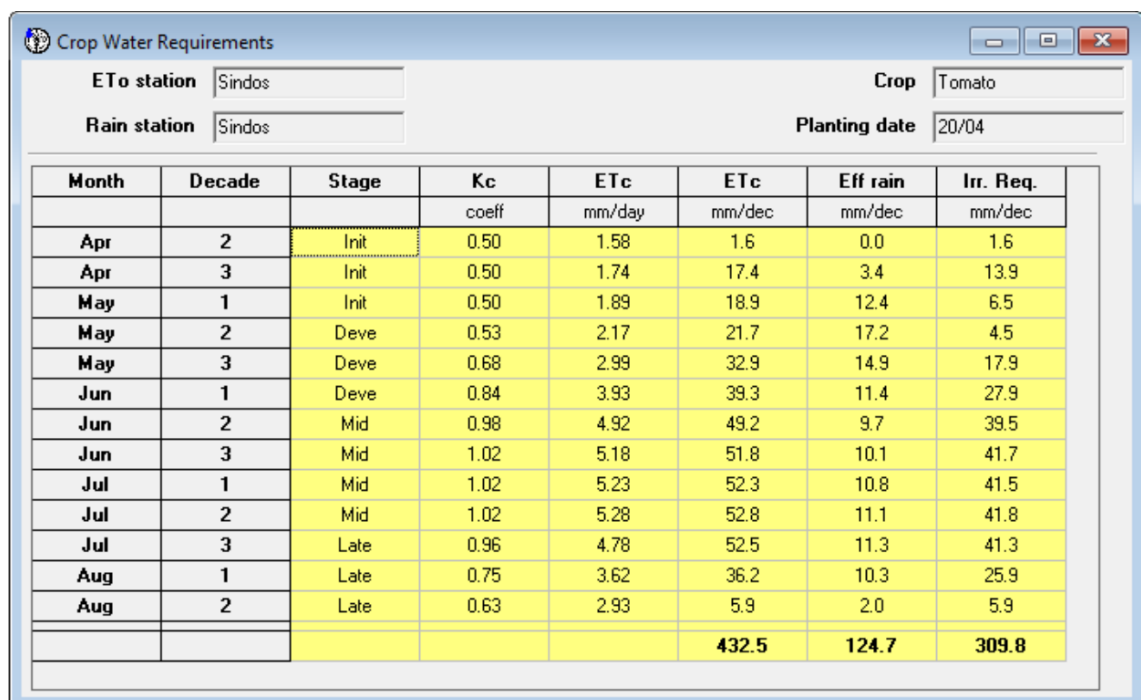 Crop Water Requirements
ETo station Sindos Crop Tomato
Rain station Sindos Planting date 20/04
Month Decade Stage Kc ETc ETc Eff rain Irr. Req.
coeff mm/day mm/dec mm/dec mm/dec
Apr 2 Init 0.50 1.58 1.6 0.0 1.6
Apr 3 Init 0.50 1.74 17.4 3.4 13.9
May 1 Init 0.50 1.89 18.9 12.4 6.5
May 2 Deve 0.53 2.17 21.7 17.2 4.5
May 3 Deve 0.68 2.99 32.9 14.9 17.9
Jun 1 Deve 0.84 3.93 39.3 11.4 27.9
Jun 2 Mid 0.98 4.92 49.2 9.7 39.5
Jun 3 Mid 1.02 5.18 51.8 10.1 41.7
Jul 1 Mid 1.02 5.23 52.3 10.8 41.5
Jul 2 Mid 1.02 5.28 52.8 11.1 41.8
Jul 3 Late 0.96 4.78 52.5 11.3 41.3
Aug 1 Late 0.75 3.62 36.2 10.3 25.9
Aug 2 Late 0.63 2.93 5.9 2.0 5.9
432.5 124.7 309.8